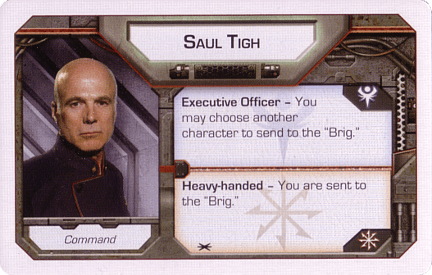 SAUL TIGH
Executive Officer – You
may choose another
character to send to the “Brig.”
Heavy-handed – You are sent to
the “Brig.”
Command